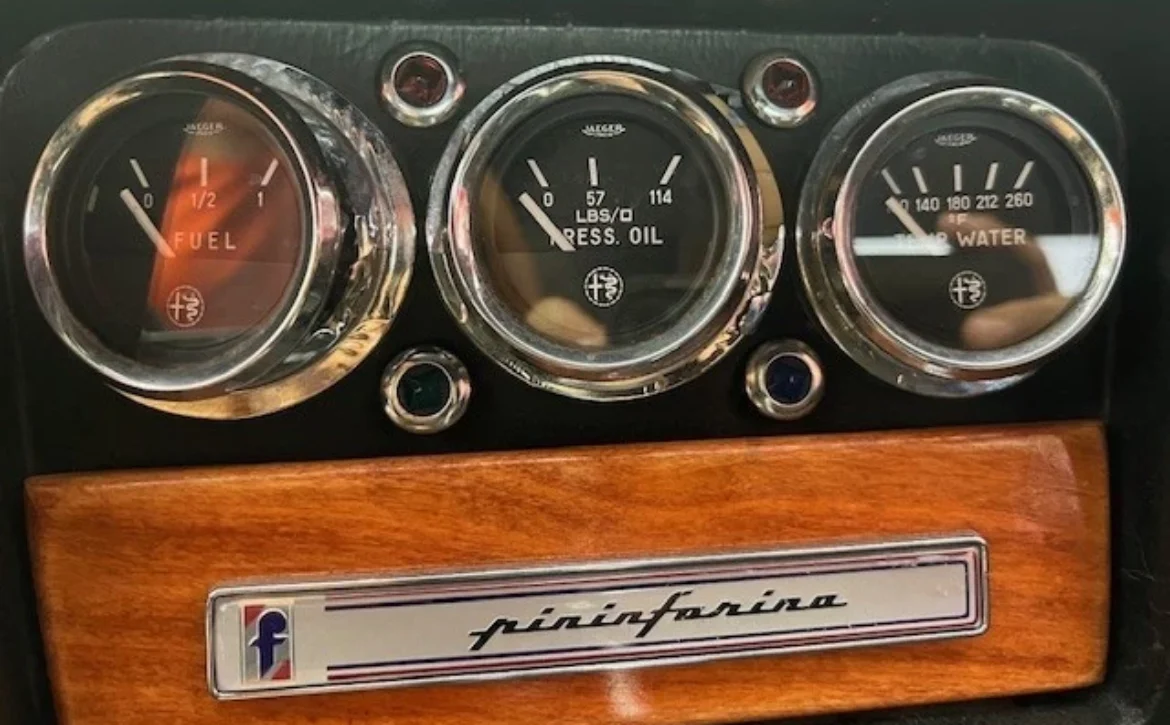 JAEGER
0 1/2 1
FUEL
JAEGER
0 57 114
LBS/□
PRESS. OIL
JAEGER
140 180 212 260
°F
TEMP WATER
f
pininfarina